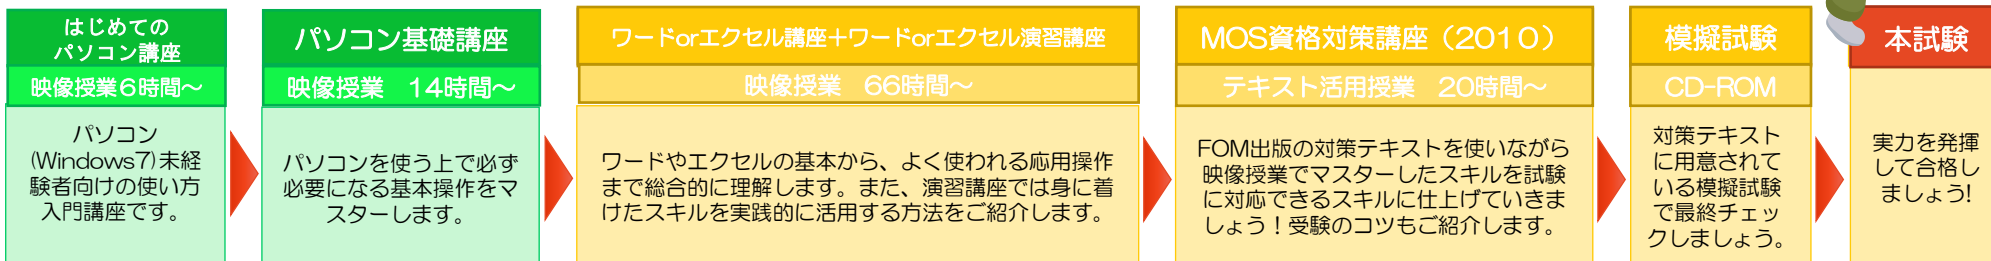 はじめての
パソコン講座
映像授業6時間～
パソコン
(Windows7)未経
験者向けの使い方
入門講座です。
パソコン基礎講座
映像授業　14時間～
パソコンを使う上で必ず
必要になる基本操作をマ
スターします。
ワードorエクセル講座＋ワードorエクセル演習講座
映像授業　66時間～
ワードやエクセルの基本から、よく使われる応用操作
まで総合的に理解します。また、演習講座では身に着
けたスキルを実践的に活用する方法をご紹介します。
MOS資格対策講座（2010）
テキスト活用授業　20時間～
FOM出版の対策テキストを使いながら
映像授業でマスターしたスキルを試験
に対応できるスキルに仕上げていきま
しょう！受験のコツもご紹介します。
模擬試験
CD-ROM
対策テキスト
に用意されて
いる模擬試験
で最終チェッ
クしましょう。
本試験
実力を発揮
して合格し
ましょう!